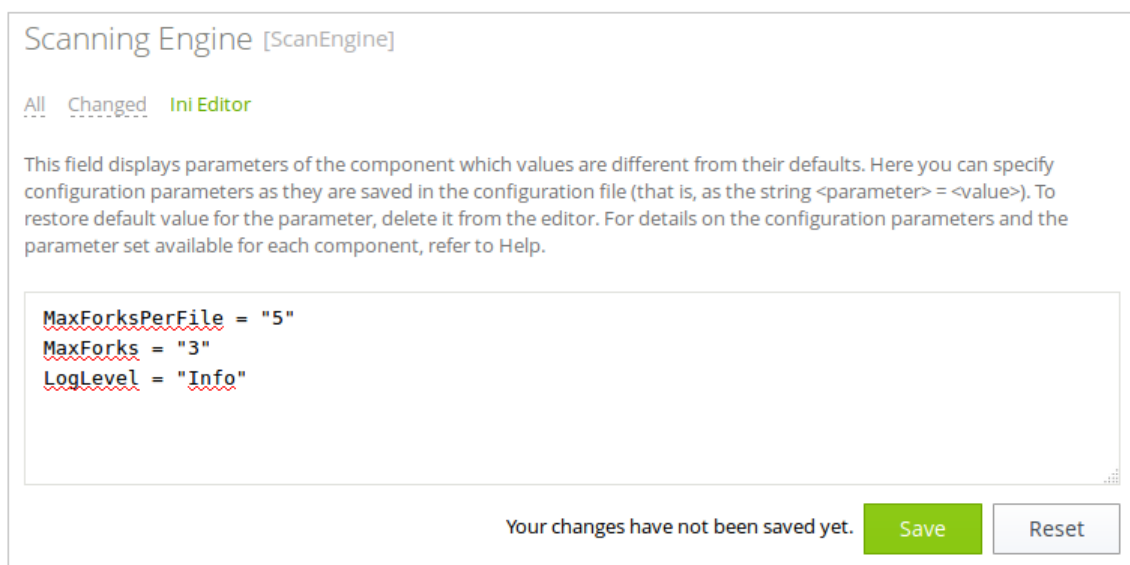 Scanning Engine [ScanEngine]
All Changed Ini Editor
This field displays parameters of the component which values are different from their defaults. Here you can specify
configuration parameters as they are saved in the configuration file (that is, as the string <parameter> = <value>). To
restore default value for the parameter, delete it from the editor. For details on the configuration parameters and the
parameter set available for each component, refer to Help.
MaxForksPerFile = "5"
MaxForks = "3"
LogLevel = "Info"
Your changes have not been saved yet. Save Reset